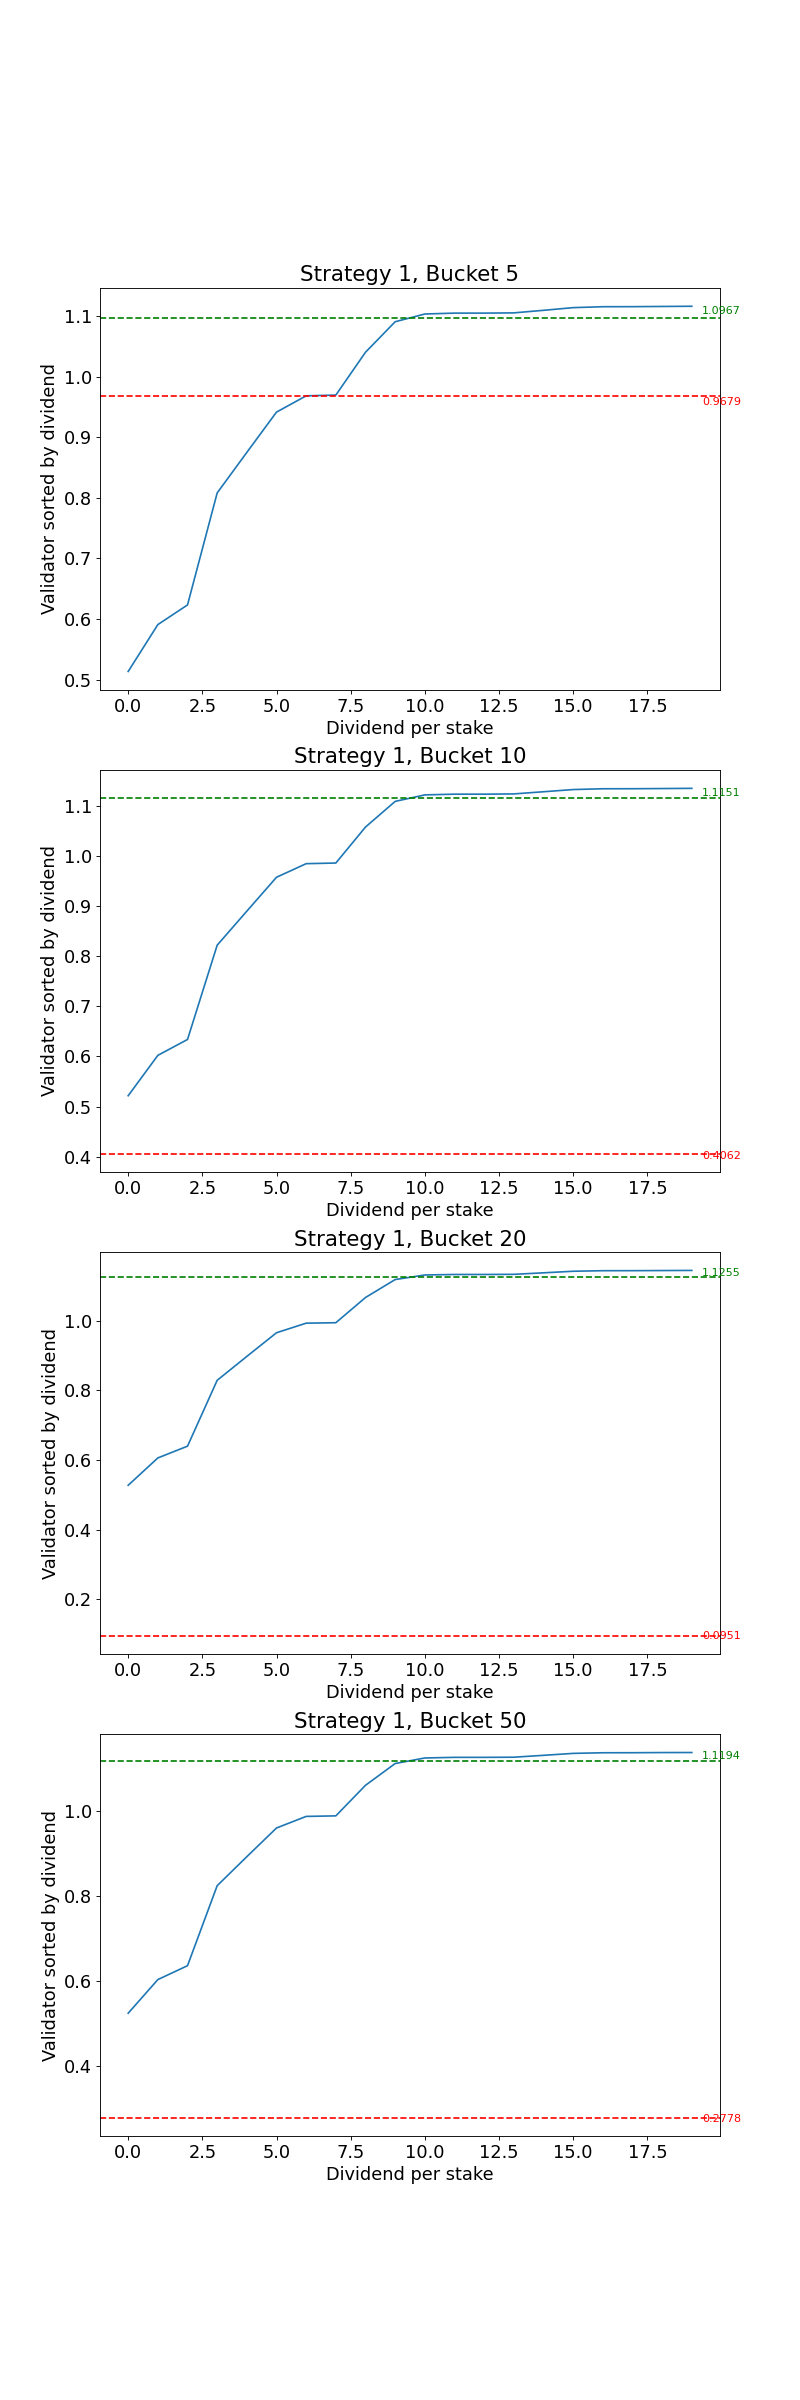 Strategy 1, Bucket 5
Validator sorted by dividend
1.1
1.0
0.9
0.8
0.7
0.6
0.5
1.0967
0.9679
0.0 2.5 5.0 7.5 10.0 12.5 15.0 17.5
Dividend per stake
Strategy 1, Bucket 10
Validator sorted by dividend
1.1
1.0
0.9
0.8
0.7
0.6
0.5
0.4
1.1151
0.4062
0.0 2.5 5.0 7.5 10.0 12.5 15.0 17.5
Dividend per stake
Strategy 1, Bucket 20
Validator sorted by dividend
1.0
0.8
0.6
0.4
0.2
1.1255
0.0951
0.0 2.5 5.0 7.5 10.0 12.5 15.0 17.5
Dividend per stake
Strategy 1, Bucket 50
Validator sorted by dividend
1.0
0.8
0.6
0.4
1.1194
0.2778
0.0 2.5 5.0 7.5 10.0 12.5 15.0 17.5
Dividend per stake